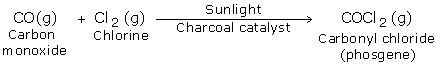 CO(g) + Cl2 (g) Sunlight Charcoal catalyst COCl2 (g)
Carbon monoxide Chlorine Carbonyl chloride (phosgene)